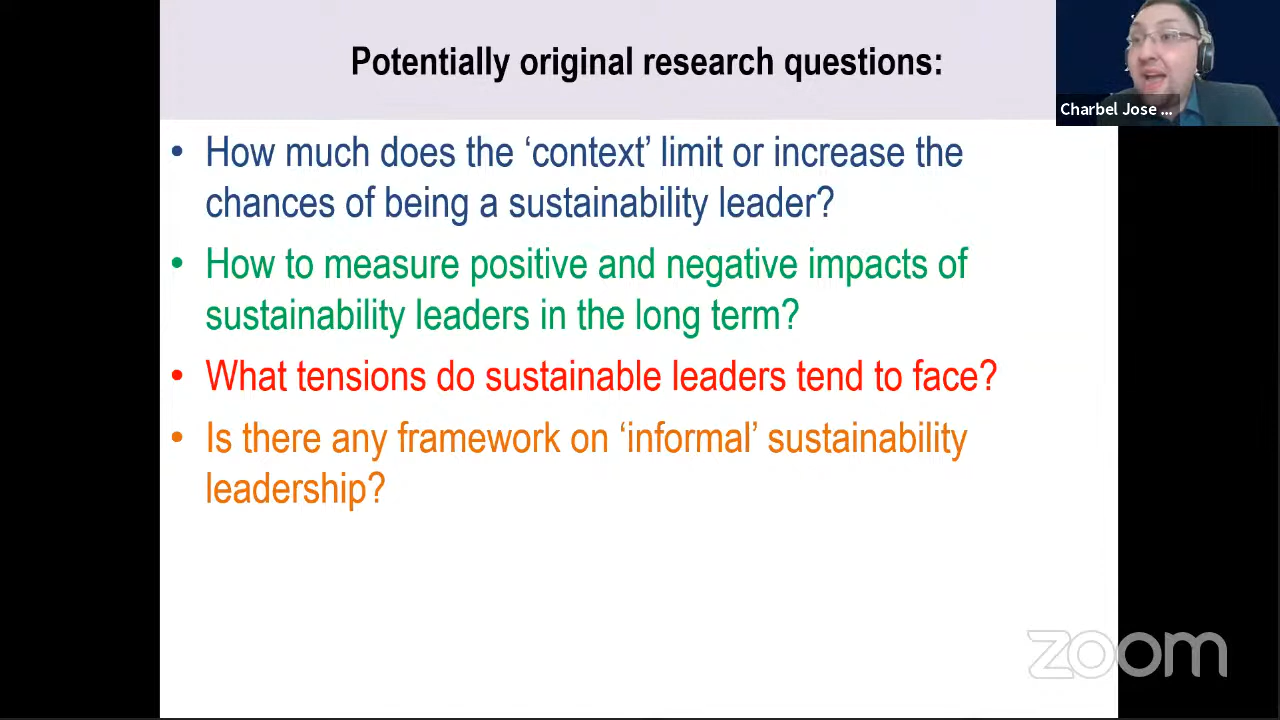 Potentially original research questions:
Charbel Jose ...
• How much does the ‘context’ limit or increase the
chances of being a sustainability leader?
• How to measure positive and negative impacts of
sustainability leaders in the long term?
• What tensions do sustainable leaders tend to face?
• Is there any framework on ‘informal’ sustainability
leadership?
zoom